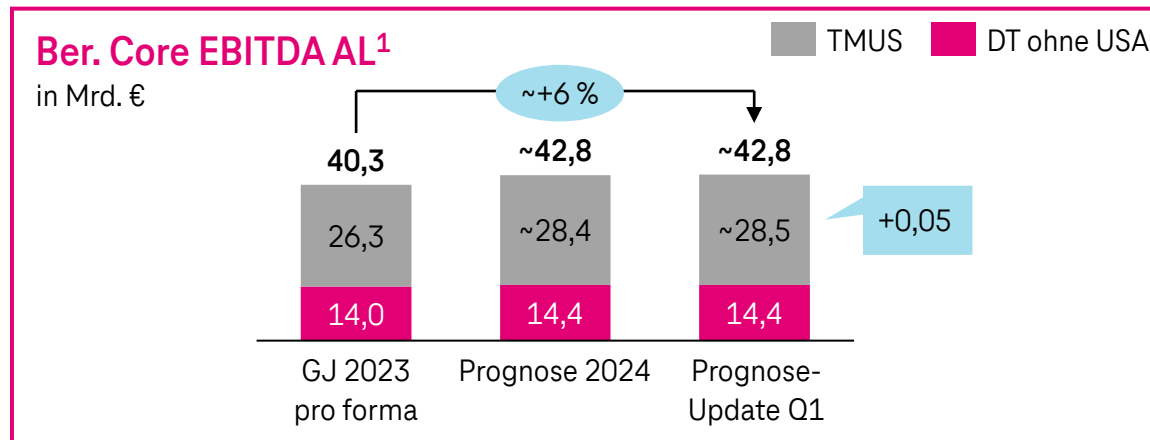 Ber. Core EBITDA AL¹
in Mrd. €
TMUS
DT ohne USA
~+6 %
40,3
~42,8
~42,8
26,3
~28,4
~28,5
+0,05
14,0
14,4
14,4
GJ 2023
pro forma
Prognose 2024
Prognose-
Update Q1